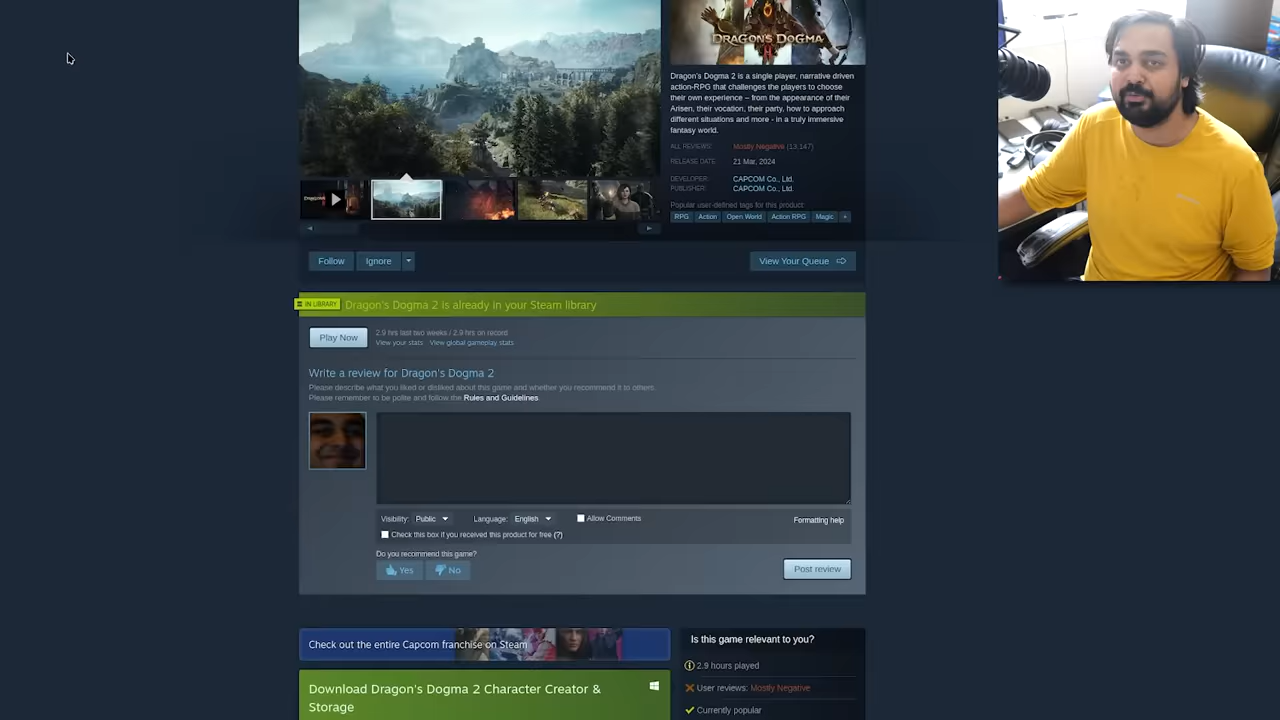 DRAGON'S DOGMA
Dragon's Dogma 2 is a single player, narrative driven
action-RPG that challenges the players to choose
their own experience – from the appearance of their
Arisen, their vocation, their party, how to approach
different situations and more - in a truly immersive
fantasy world.
ALL REVIEWS: Mostly Negative (13,147)
RELEASE DATE: 21 Mar, 2024
DEVELOPER: CAPCOM Co., Ltd.
PUBLISHER: CAPCOM Co., Ltd.
Popular user-defined tags for this product:
RPG Action Open World Action RPG Magic +
Follow Ignore View Your Queue
IN LIBRARY Dragon's Dogma 2 is already in your Steam library
Play Now
2.9 hrs last two weeks / 2.9 hrs on record
View your stats View global gameplay stats
Write a review for Dragon's Dogma 2
Please describe what you liked or disliked about this game and whether you recommend it to others.
Please remember to be polite and follow the Rules and Guidelines.
Visibility: Public Language: English Allow Comments Formatting help
Check this box if you received this product for free (?)
Do you recommend this game?
Yes No Post review
Check out the entire Capcom franchise on Steam
Is this game relevant to you?
2.9 hours played
User reviews: Mostly Negative
Currently popular
Download Dragon's Dogma 2 Character Creator &
Storage